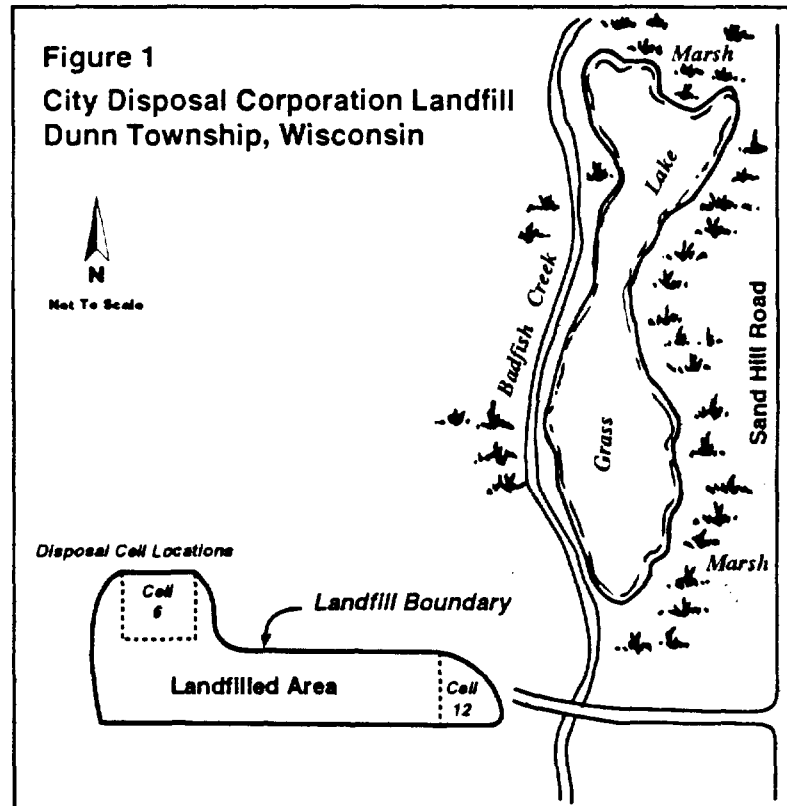 Figure 1
City Disposal Corporation Landfill
Dunn Township, Wisconsin
N
Not To Scale
Marsh
Lake
Badfish Creek
Grass
Sand Hill Road
Marsh
Disposal Cell Locations
Cell
6
Landfill Boundary
Landfilled Area
Cell
12